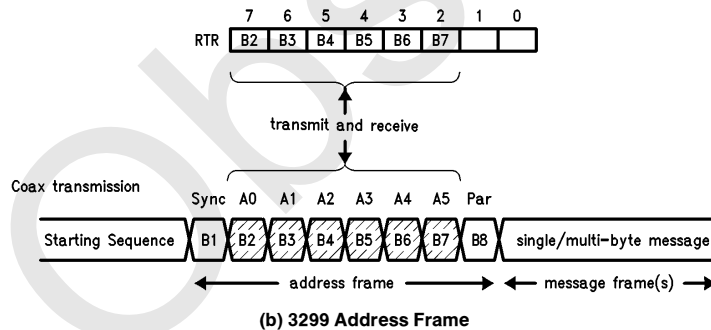 7 6 5 4 3 2 1 0
RTR B2 B3 B4 B5 B6 B7
transmit and receive
Coax transmission
Sync A0 A1 A2 A3 A4 A5 Par
Starting Sequence B1 B2 B3 B4 B5 B6 B7 B8 single/multi-byte message
address frame message frame(s)
(b) 3299 Address Frame